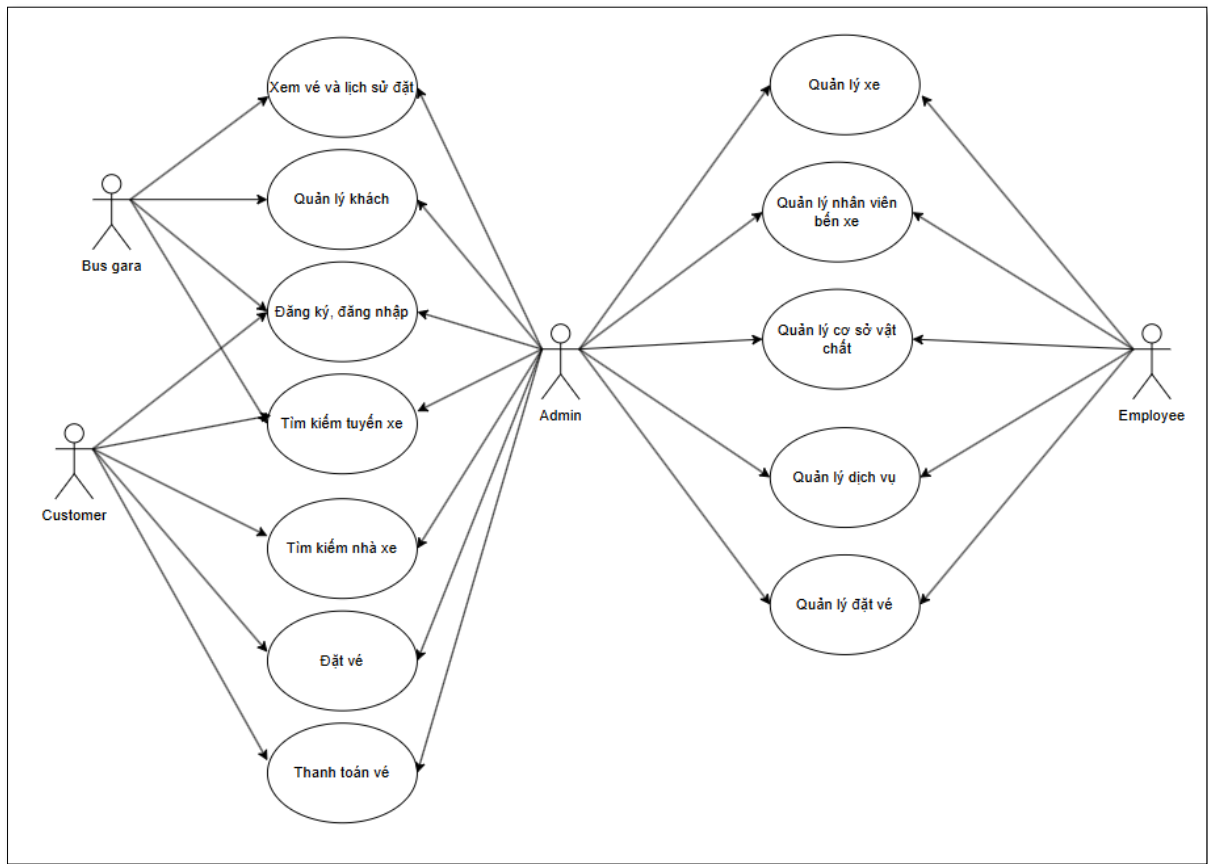 Xem vé và lịch sử đặt
Quản lý xe
Bus gara
Quản lý khách
Quản lý nhân viên
bến xe
Đăng ký, đăng nhập
Quản lý cơ sở vật
chất
Admin
Employee
Customer
Tìm kiếm tuyến xe
Quản lý dịch vụ
Tìm kiếm nhà xe
Quản lý đặt vé
Đặt vé
Thanh toán vé